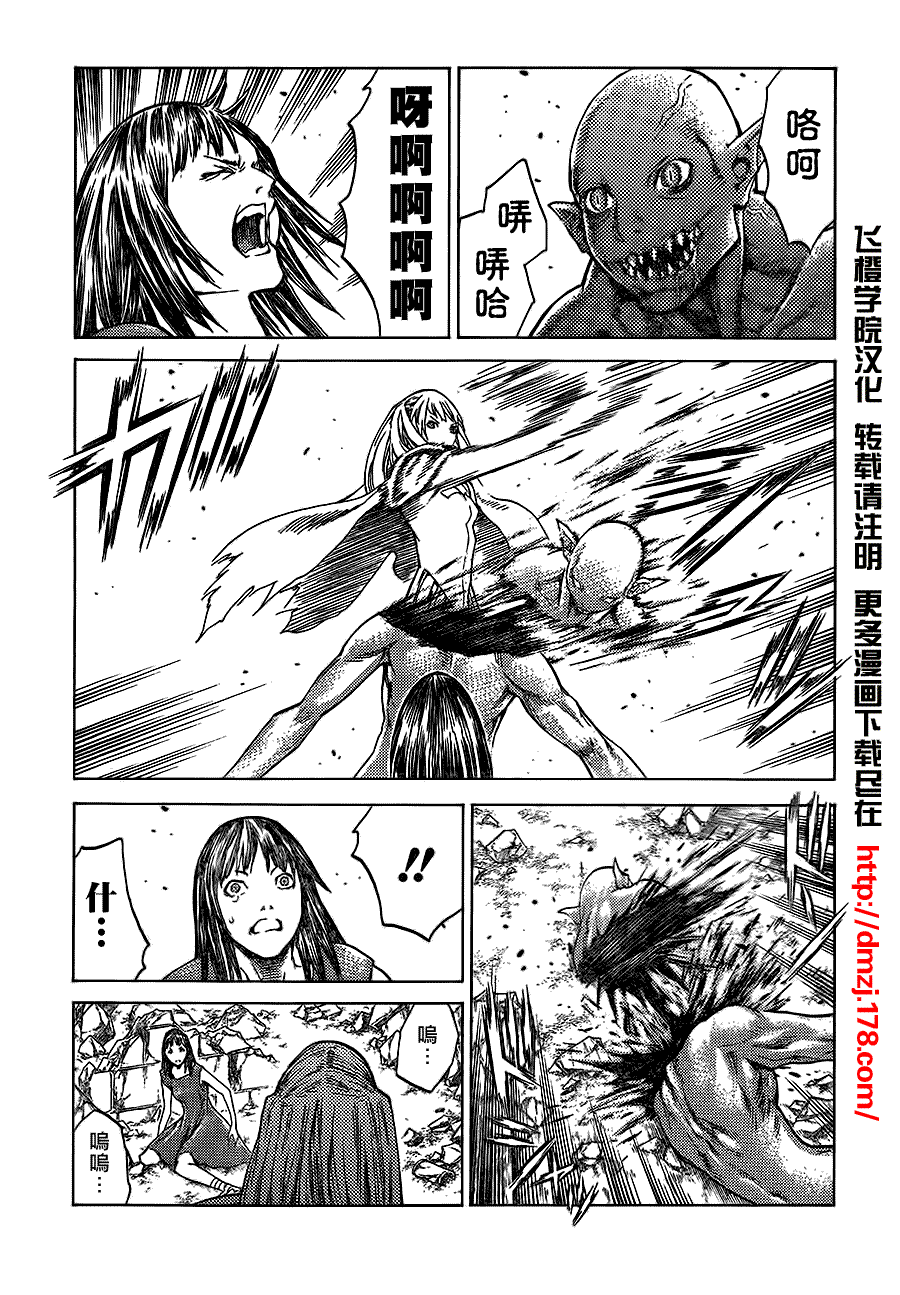 咯呵
哧
哧哈
呀啊啊啊啊
!!
什…
嗚…
嗚嗚…
飞橙学院汉化 转载请注明 更多漫画下载尽在 http://dmzj.178.com/